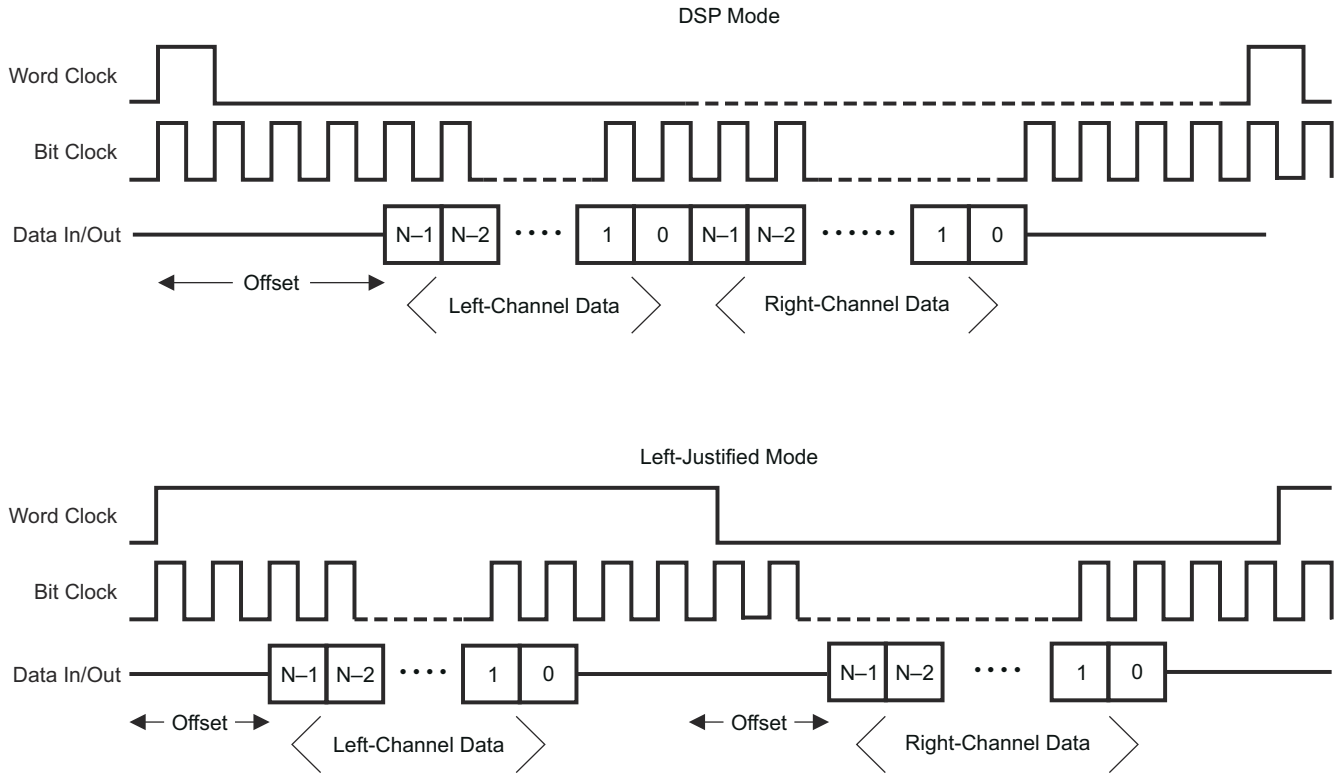 DSP Mode
Word Clock
Bit Clock
Data In/Out N–1 N–2 •••• 1 0 N–1 N–2 •••••• 1 0
Offset
Left-Channel Data Right-Channel Data
Left-Justified Mode
Word Clock
Bit Clock
Data In/Out N–1 N–2 •••• 1 0 N–1 N–2 •••• 1 0
Offset Offset
Left-Channel Data Right-Channel Data